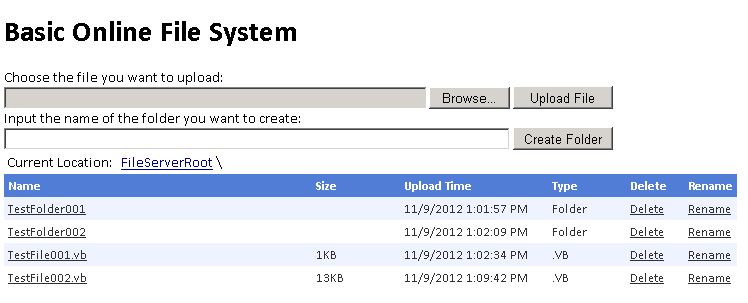 Basic Online File System
Choose the file you want to upload:
Browse... Upload File
Input the name of the folder you want to create:
Create Folder
Current Location: FileServerRoot \
Name Size Upload Time Type Delete Rename
TestFolder001 11/9/2012 1:01:57 PM Folder Delete Rename
TestFolder002 11/9/2012 1:02:09 PM Folder Delete Rename
TestFile001.vb 1KB 11/9/2012 1:02:34 PM .VB Delete Rename
TestFile002.vb 13KB 11/9/2012 1:09:42 PM .VB Delete Rename